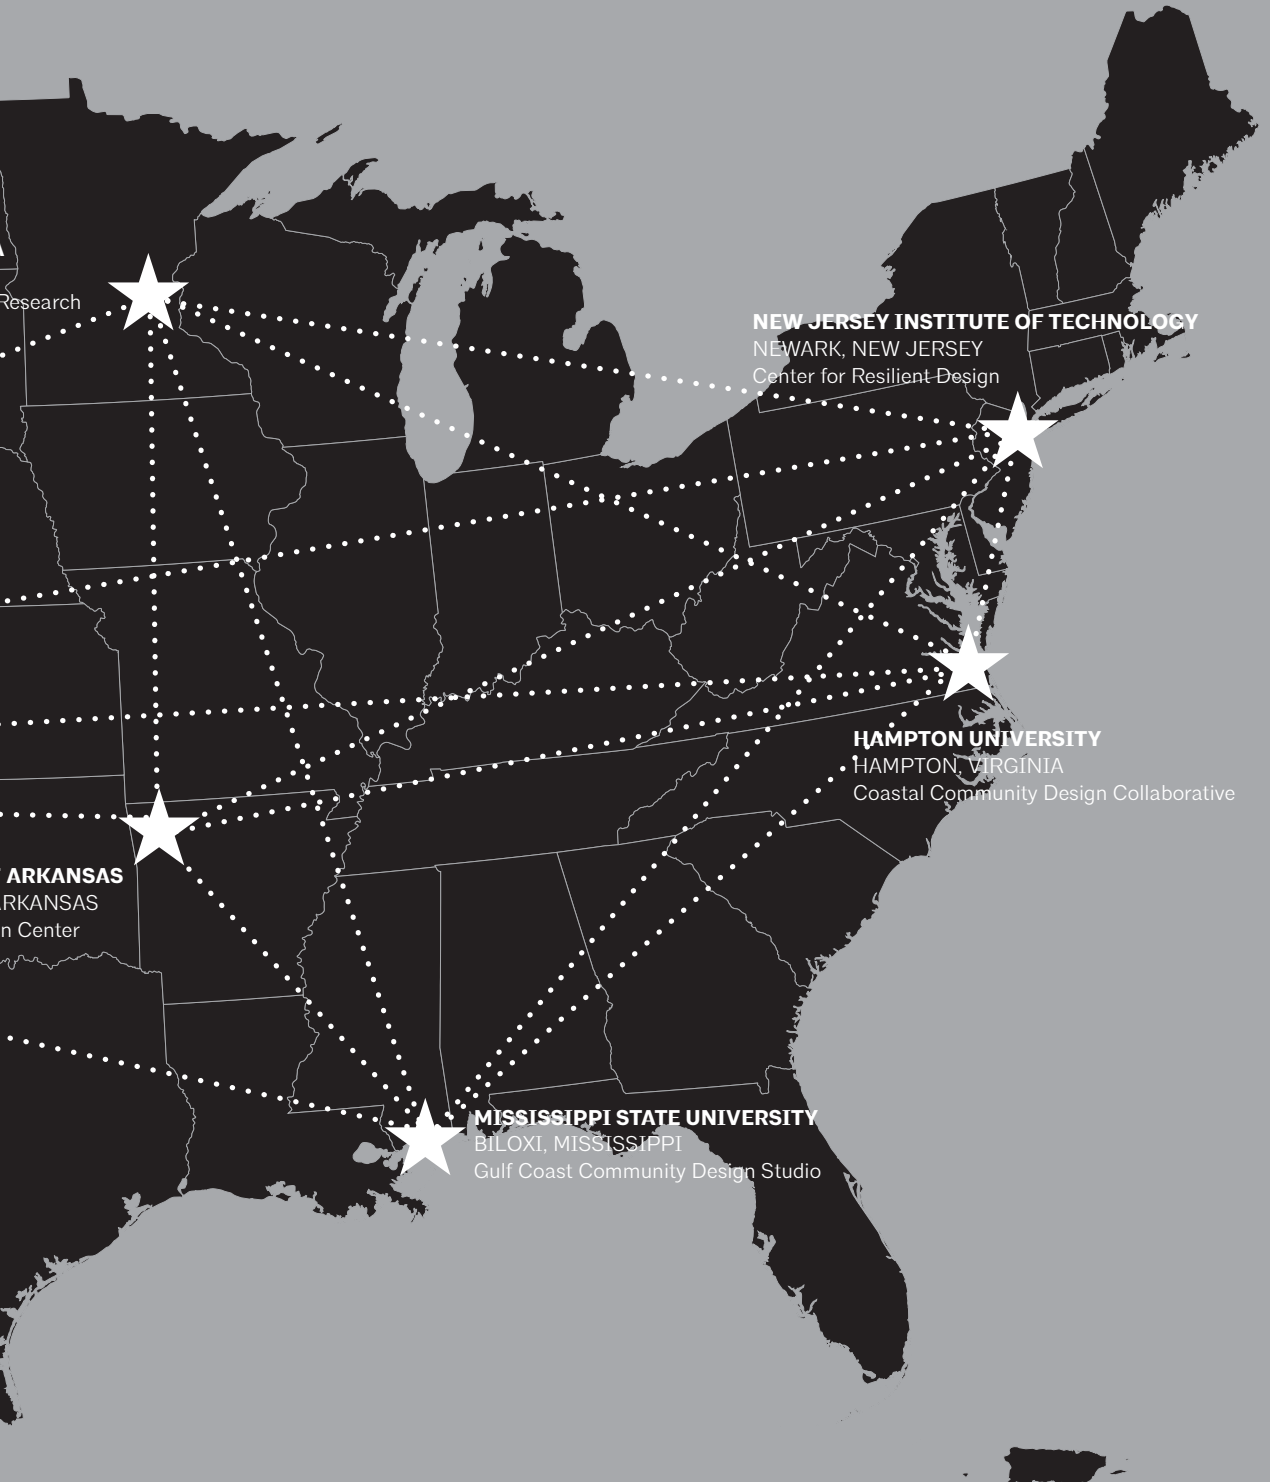 A
Research
NEW JERSEY INSTITUTE OF TECHNOLOGY
NEWARK, NEW JERSEY
Center for Resilient Design
HAMPTON UNIVERSITY
HAMPTON, VIRGINIA
Coastal Community Design Collaborative
ARKANSAS
RKANSAS
n Center
MISSISSIPPI STATE UNIVERSITY
BILOXI, MISSISSIPPI
Gulf Coast Community Design Studio